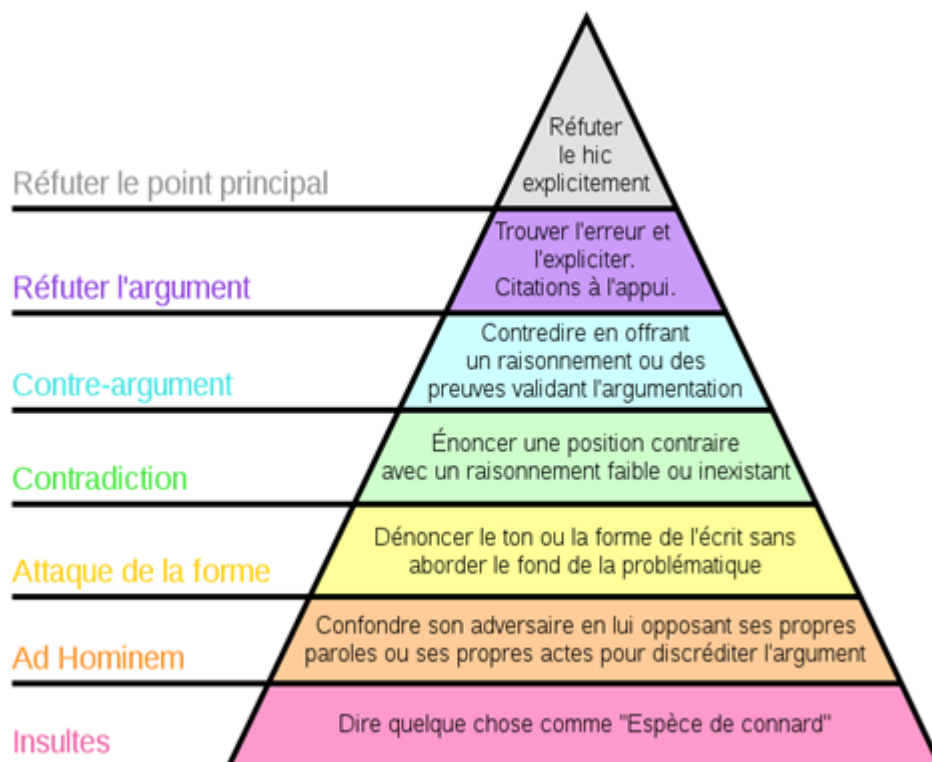 Réfuter
le hic
explicitement
Réfuter le point principal
Trouver l'erreur et
l'expliciter.
Citations à l'appui.
Réfuter l'argument
Contredire en offrant
un raisonnement ou des
preuves validant l'argumentation
Contre-argument
Énoncer une position contraire
avec un raisonnement faible ou inexistant
Contradiction
Dénoncer le ton ou la forme de l'écrit sans
aborder le fond de la problématique
Attaque de la forme
Confondre son adversaire en lui opposant ses propres
paroles ou ses propres actes pour discréditer l'argument
Ad Hominem
Dire quelque chose comme "Espèce de connard"
Insultes